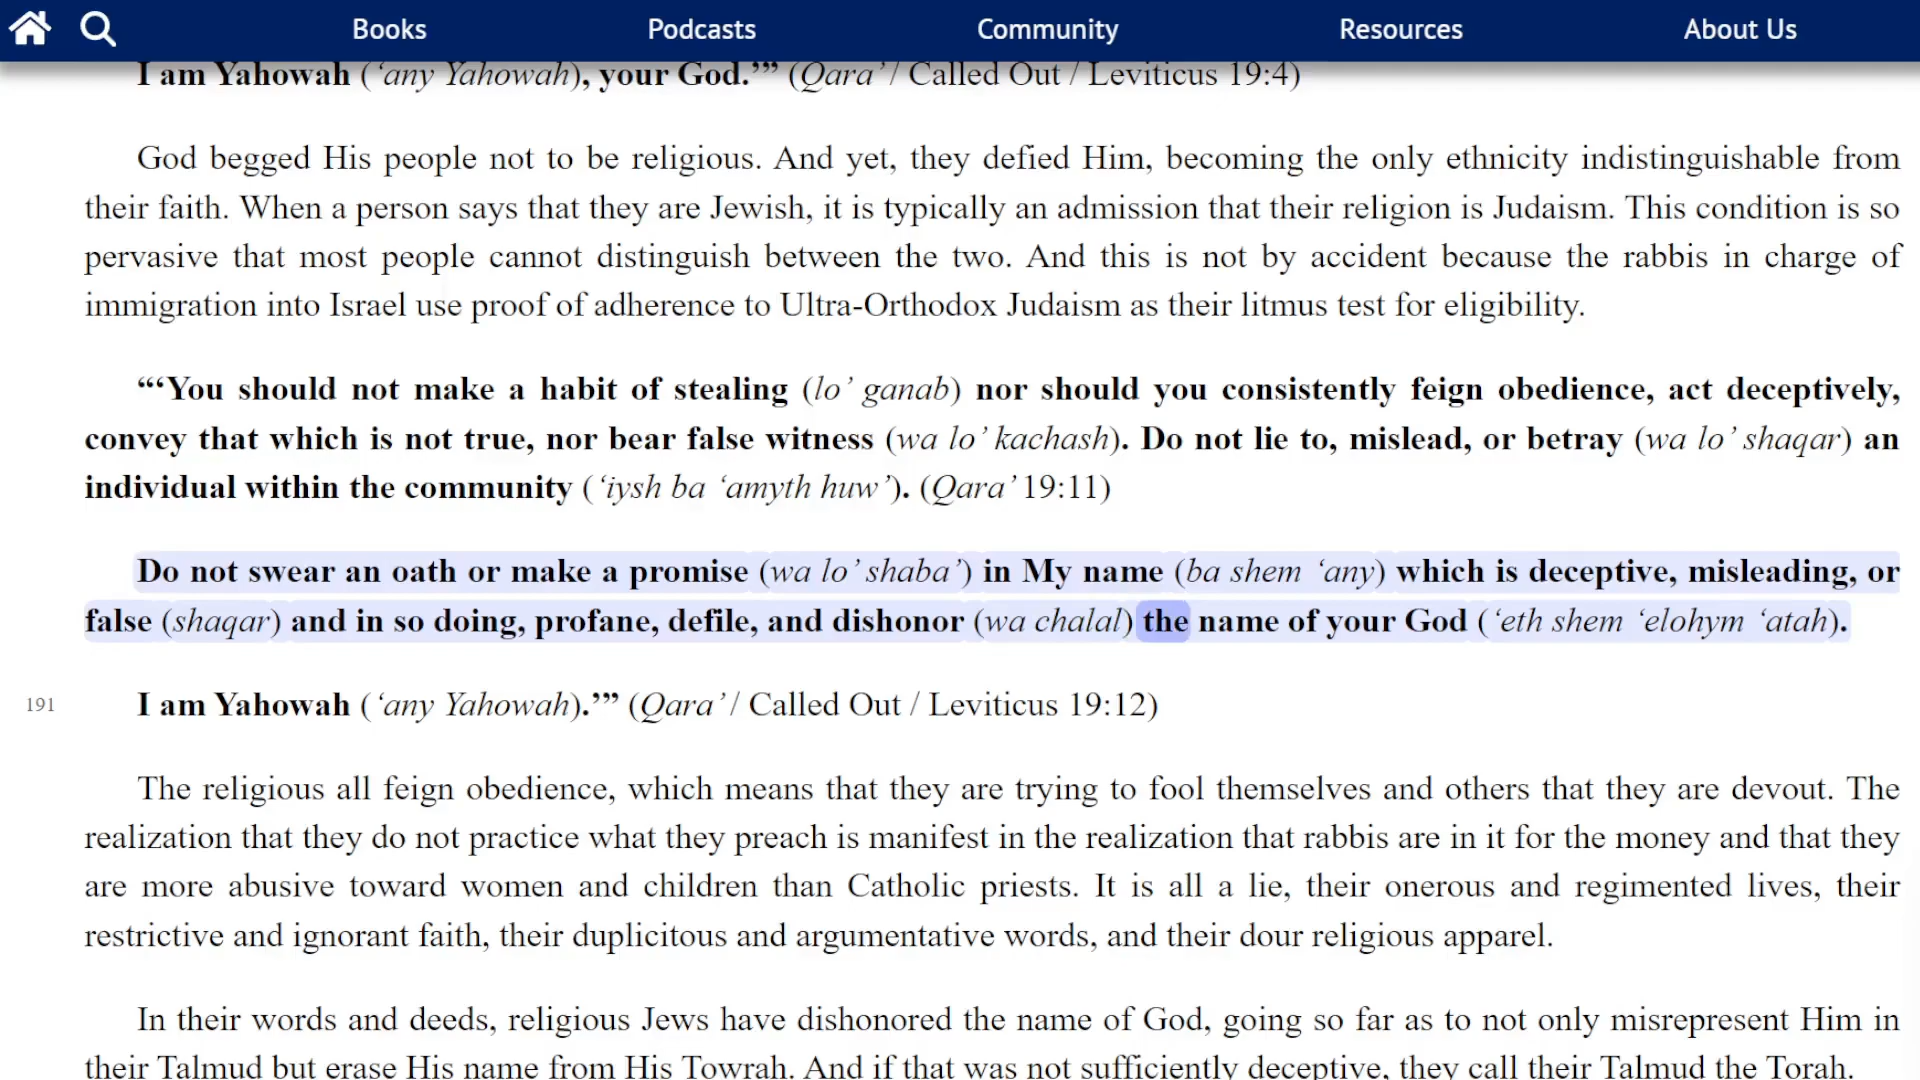 Books Podcasts Community Resources About Us
I am Yahowah (‘any Yahowah), your God.’” (Qara’ / Called Out / Leviticus 19:4)
God begged His people not to be religious. And yet, they defied Him, becoming the only ethnicity indistinguishable from
their faith. When a person says that they are Jewish, it is typically an admission that their religion is Judaism. This condition is so
pervasive that most people cannot distinguish between the two. And this is not by accident because the rabbis in charge of
immigration into Israel use proof of adherence to Ultra-Orthodox Judaism as their litmus test for eligibility.
“‘You should not make a habit of stealing (lo’ ganab) nor should you consistently feign obedience, act deceptively,
convey that which is not true, nor bear false witness (wa lo’ kachash). Do not lie to, mislead, or betray (wa lo’ shaqar) an
individual within the community (‘iysh ba ‘amyth huw’). (Qara’ 19:11)
Do not swear an oath or make a promise (wa lo’ shaba’) in My name (ba shem ‘any) which is deceptive, misleading, or
false (shaqar) and in so doing, profane, defile, and dishonor (wa chalal) the name of your God (‘eth shem ‘elohym ‘atah).
191 I am Yahowah (‘any Yahowah).’” (Qara’ / Called Out / Leviticus 19:12)
The religious all feign obedience, which means that they are trying to fool themselves and others that they are devout. The
realization that they do not practice what they preach is manifest in the realization that rabbis are in it for the money and that they
are more abusive toward women and children than Catholic priests. It is all a lie, their onerous and regimented lives, their
restrictive and ignorant faith, their duplicitous and argumentative words, and their dour religious apparel.
In their words and deeds, religious Jews have dishonored the name of God, going so far as to not only misrepresent Him in
their Talmud but erase His name from His Towrah. And if that was not sufficiently deceptive, they call their Talmud the Torah.